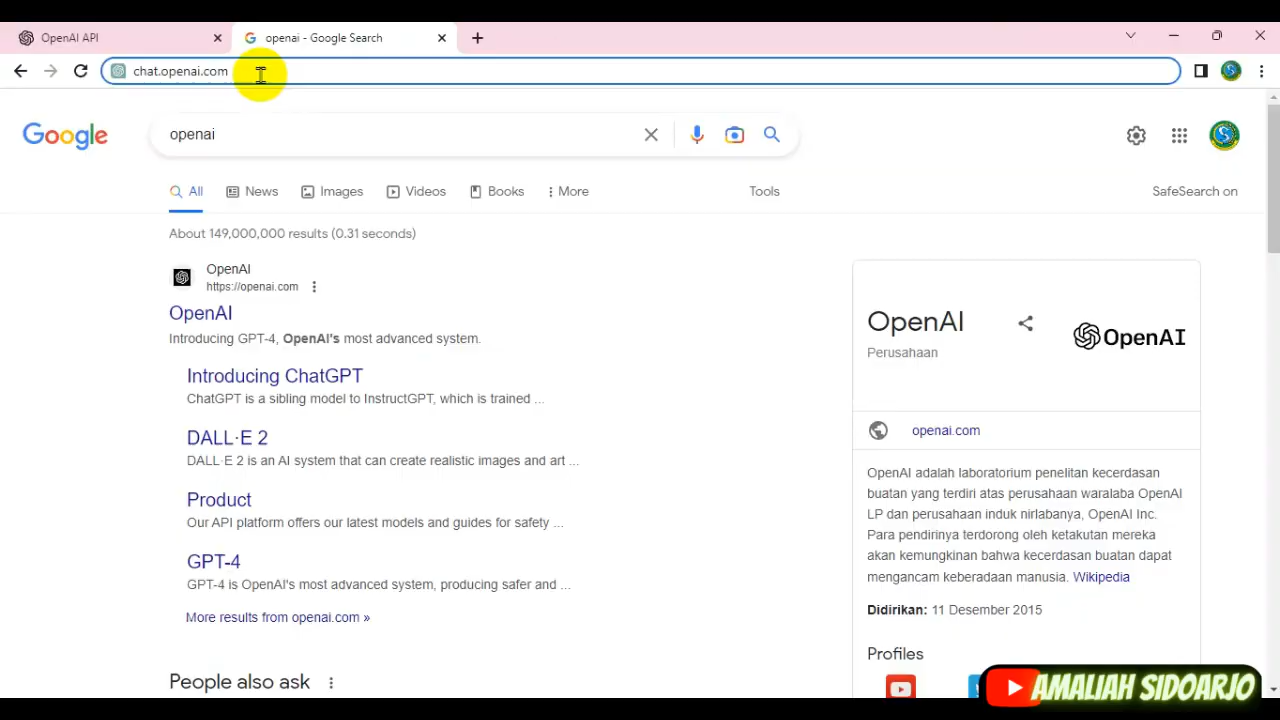 OpenAI API
openai - Google Search
chat.openai.com
Google
openai
All
News
Images
Videos
Books
More
Tools
SafeSearch on
About 149,000,000 results (0.31 seconds)
OpenAI
https://openai.com
OpenAI
Introducing GPT-4, OpenAI's most advanced system.
Introducing ChatGPT
ChatGPT is a sibling model to InstructGPT, which is trained ...
DALL·E 2
DALL·E 2 is an AI system that can create realistic images and art ...
Product
Our API platform offers our latest models and guides for safety ...
GPT-4
GPT-4 is OpenAI's most advanced system, producing safer and ...
More results from openai.com »
People also ask
OpenAI
Perusahaan
OpenAI
openai.com
OpenAI adalah laboratorium penelitian kecerdasan
buatan yang terdiri atas perusahaan waralaba OpenAI
LP dan perusahaan induk nirlabanya, OpenAI Inc.
Para pendirinya terdorong oleh ketakutan mereka
akan kemungkinan bahwa kecerdasan buatan dapat
mengancam keberadaan manusia. Wikipedia
Didirikan: 11 Desember 2015
Profiles
AMALIAH SIDOARJO